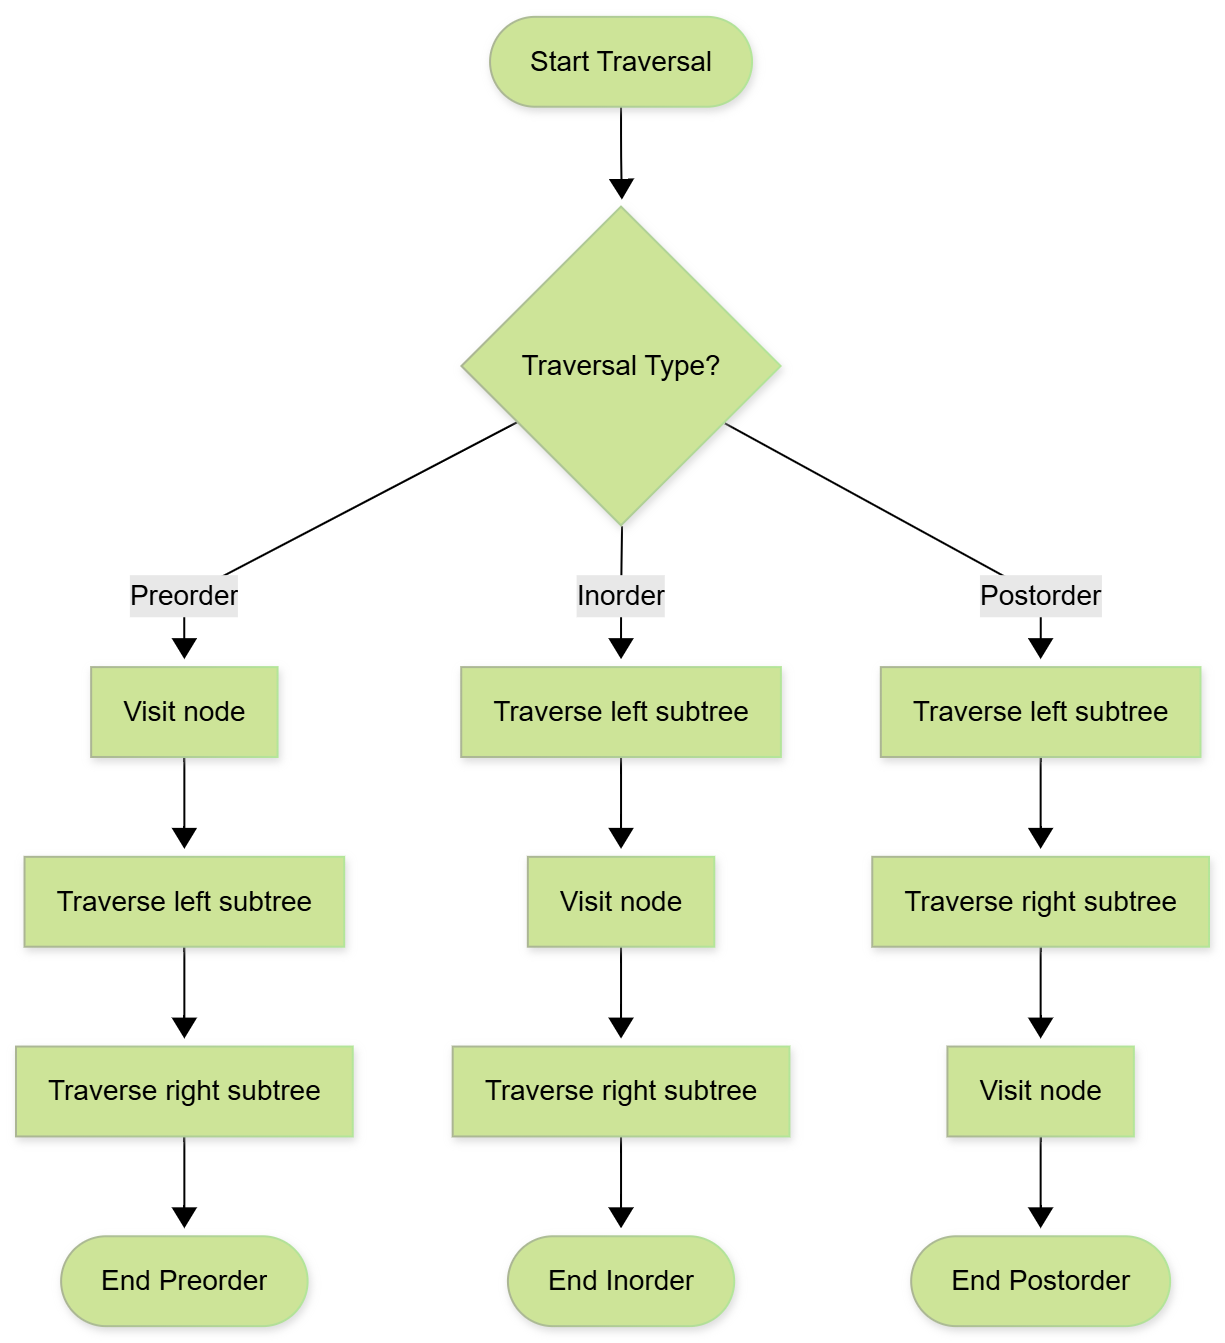 Start Traversal
Traversal Type?
Preorder
Inorder
Postorder
Visit node
Traverse left subtree
Traverse left subtree
Traverse left subtree
Visit node
Traverse right subtree
Traverse right subtree
Traverse right subtree
Visit node
End Preorder
End Inorder
End Postorder